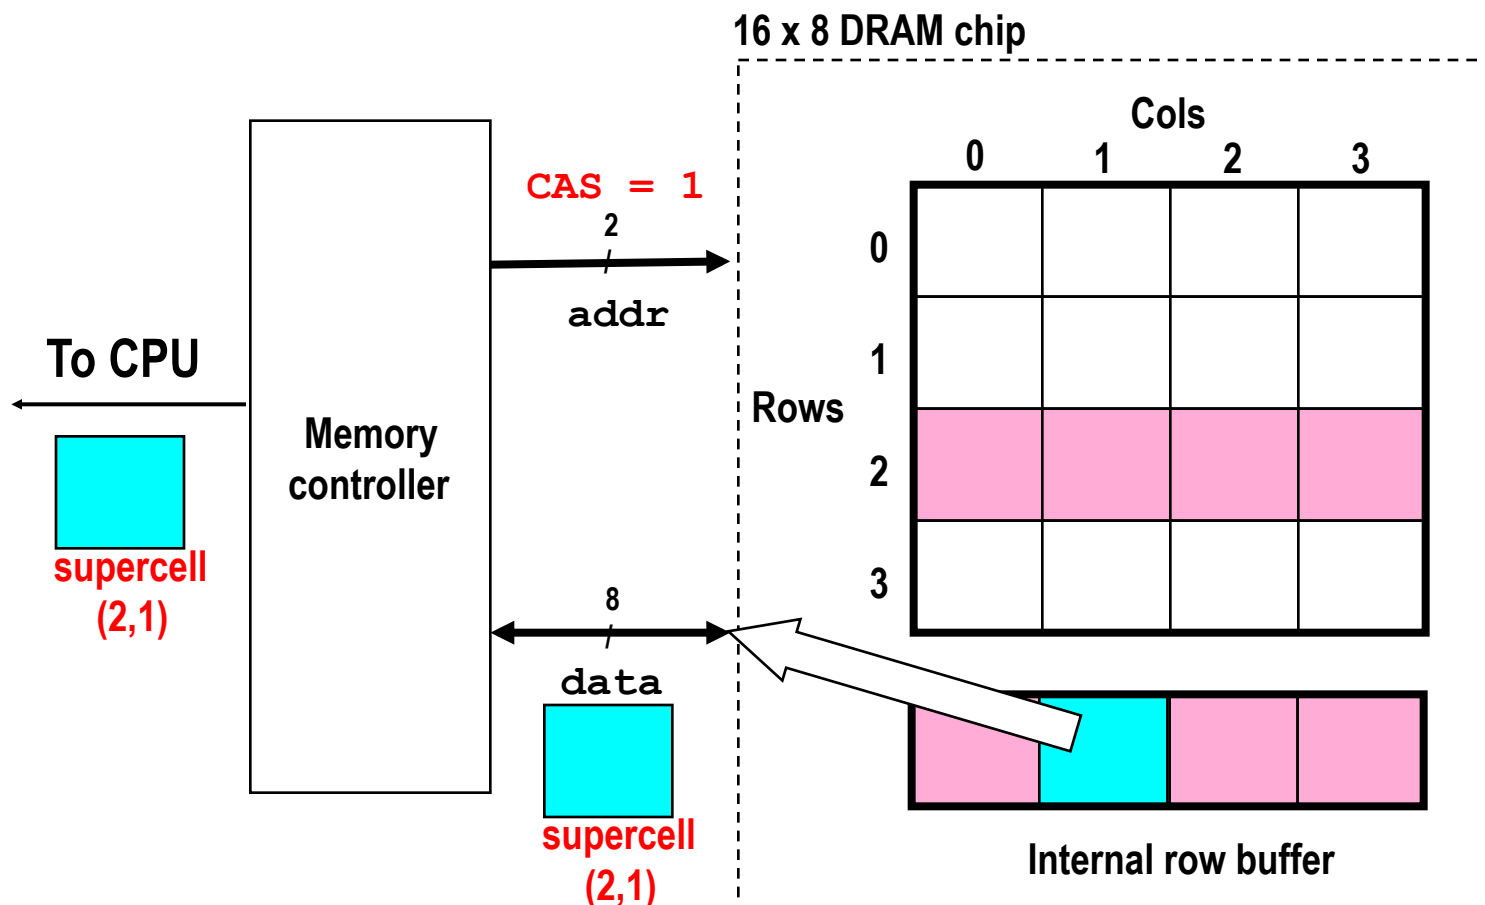 16 x 8 DRAM chip
Cols
0 1 2 3
CAS = 1
2
addr
0
1
Rows
2
3
To CPU
Memory
controller
supercell
(2,1)
8
data
supercell
(2,1)
Internal row buffer